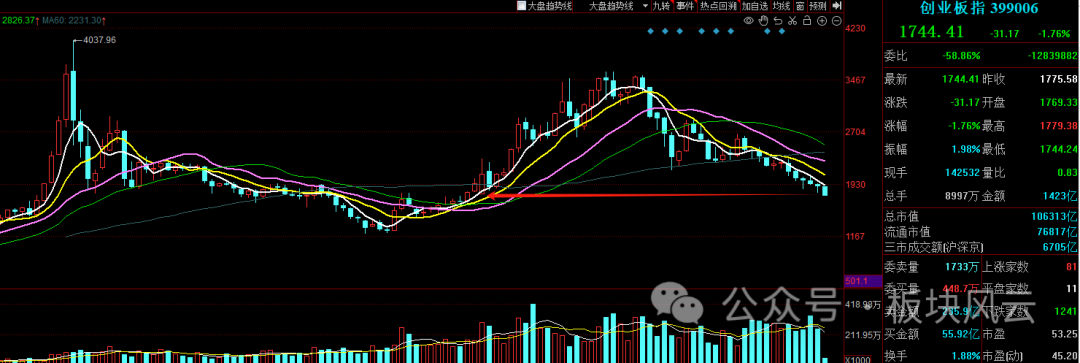 大盘趋势线 大盘趋势线 九转 事件 热点回溯 加自选 均线 窗 预测
2826.37↑ MA60: 2231.30↑
4037.96
4230
3467
2704
1930
1167
501.1
418.93万
211.95万
X1000
创业板指 399006
1744.41 -31.17 -1.76%
委比 -58.86% -12839882
最新 1744.41 昨收 1775.58
涨跌 -31.17 开盘 1769.33
涨幅 -1.76% 最高 1779.38
振幅 1.98% 最低 1744.24
现手 142532 量比 0.83
总手 8997万 金额 1423亿
总市值 106313亿
流通市值 76817亿
三市成交额(沪深京) 6705亿
委卖量 1733万 上涨家数 81
委买量 448.7万 平盘家数 11
卖金额 235.9亿 下跌家数 1241
买金额 55.92亿 市盈 53.25
换手 1.88% 市盈(动) 45.20
公众号 板块风云